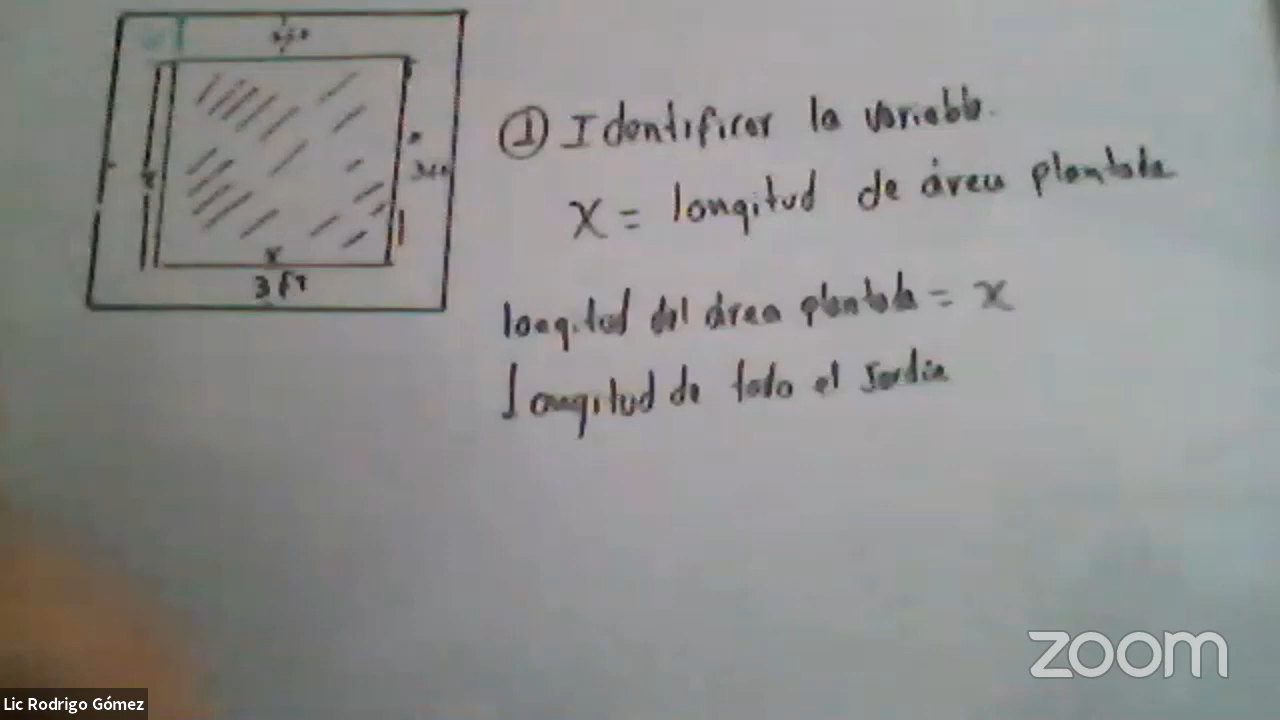 ① Identificar la variable.
X = longitud de área plantada
longitud del área plantada = x
Longitud de todo el Jardín
x
3 ft
zoom
Lic Rodrigo Gómez